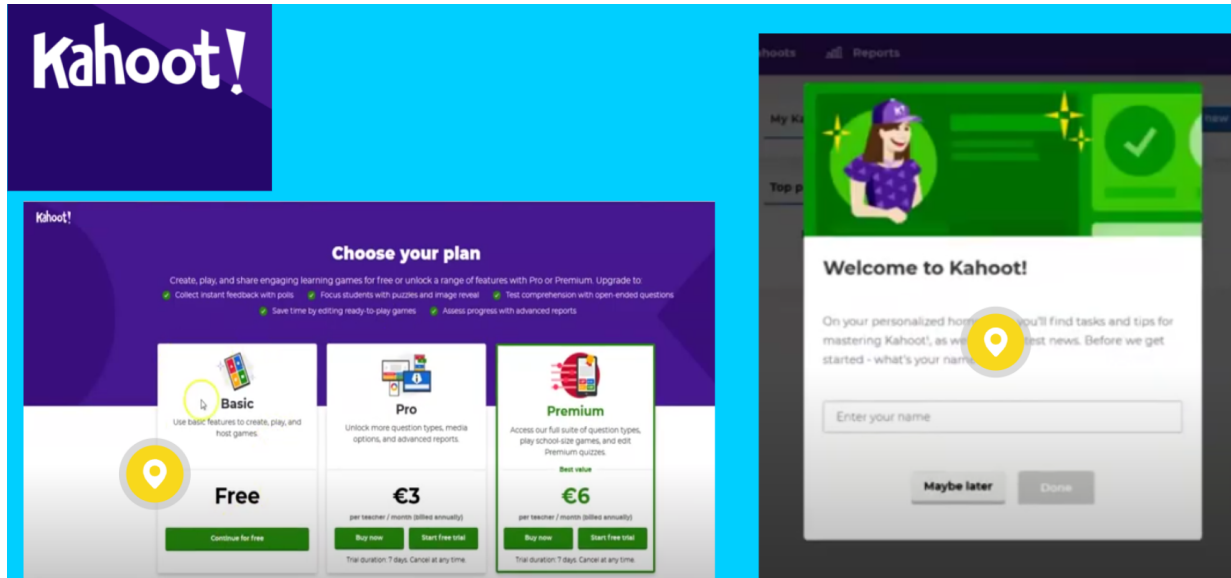 Kahoot!
Kahoot!
Choose your plan
Create, play, and share engaging learning games for free or unlock a range of features with Pro or Premium. Upgrade to:
Collect instant feedback with polls Focus students with puzzles and image reveal Test comprehension with open-ended questions
Save time by editing ready-to-play games Assess progress with advanced reports
Basic
Use basic features to create, play, and
host games.
Free
Continue for free
Pro
Unlock more question types, media
options, and advanced reports.
€3
per teacher / month (billed annually)
Buy now Start free trial
Trial duration: 7 days. Cancel at any time.
Premium
Access our full suite of question types,
play school-size games, and edit
Premium quizzes.
Best value
€6
per teacher / month (billed annually)
Buy now Start free trial
Trial duration: 7 days. Cancel at any time.
Reports
My
Top
new
K!
Welcome to Kahoot!
On your personalized you'll find tasks and tips for
mastering Kahoot!, as test news. Before we get
started - what's your name
Enter your name
Maybe later Done